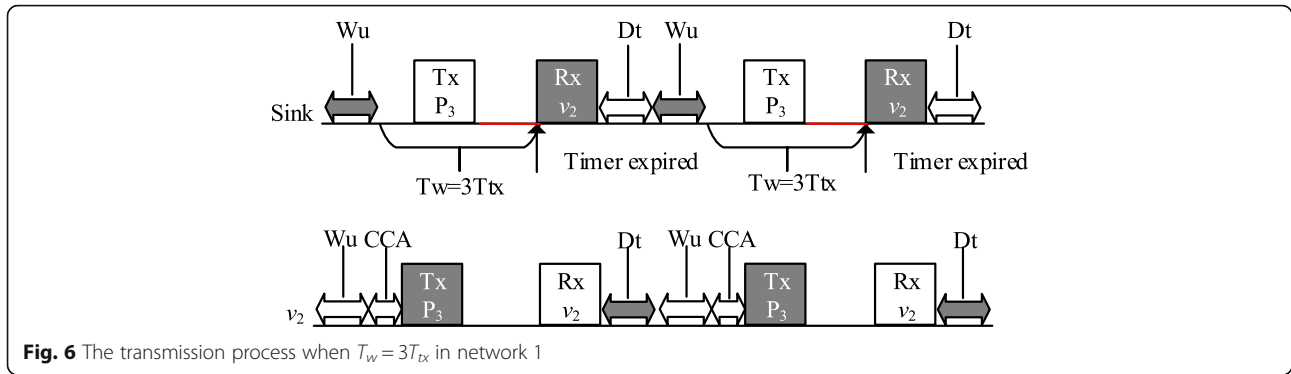 Wu Dt Wu Dt
Tx Rx Tx Rx
P3 v2 P3 v2
Sink
Timer expired Timer expired
Tw=3Ttx Tw=3Ttx
Wu CCA Dt Wu CCA Dt
Tx Rx Tx Rx
P3 v2 P3 v2
v2
Fig. 6 The transmission process when Tw = 3Ttx in network 1